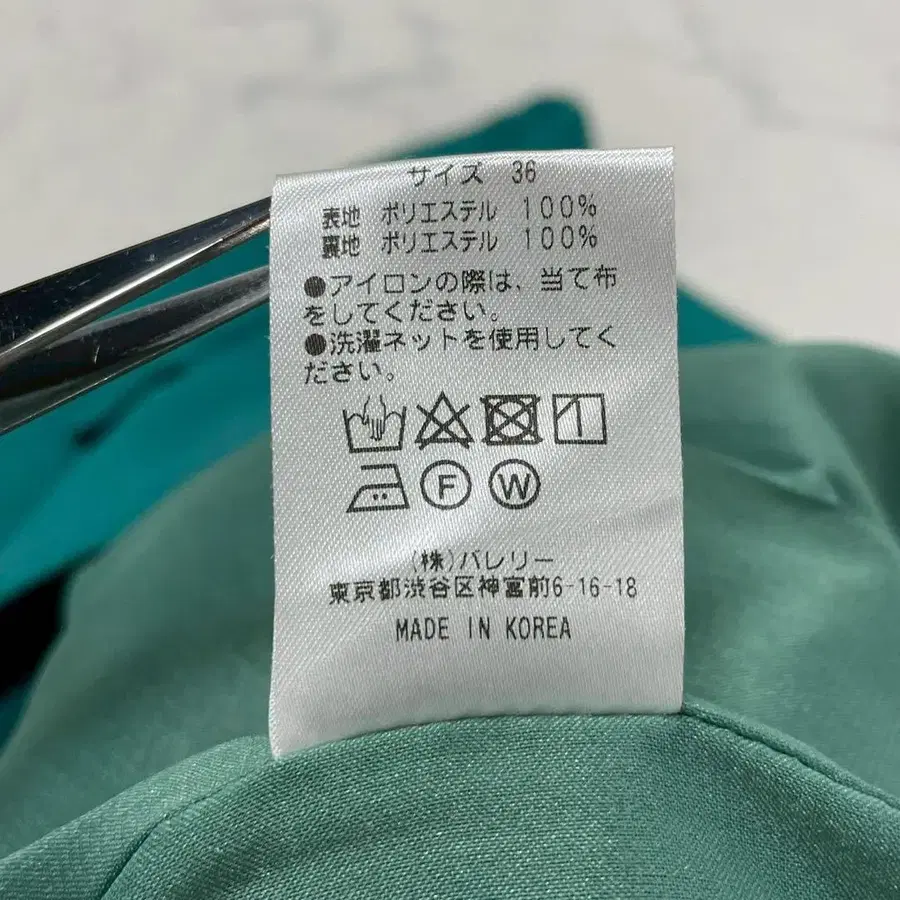 サイズ 36
表地 ポリエステル 100%
裏地 ポリエステル 100%
●アイロンの際は、当て布
をしてください。
●洗濯ネットを使用してく
ださい。
F W
(株)バレリー
東京都渋谷区神宮前6-16-18
MADE IN KOREA